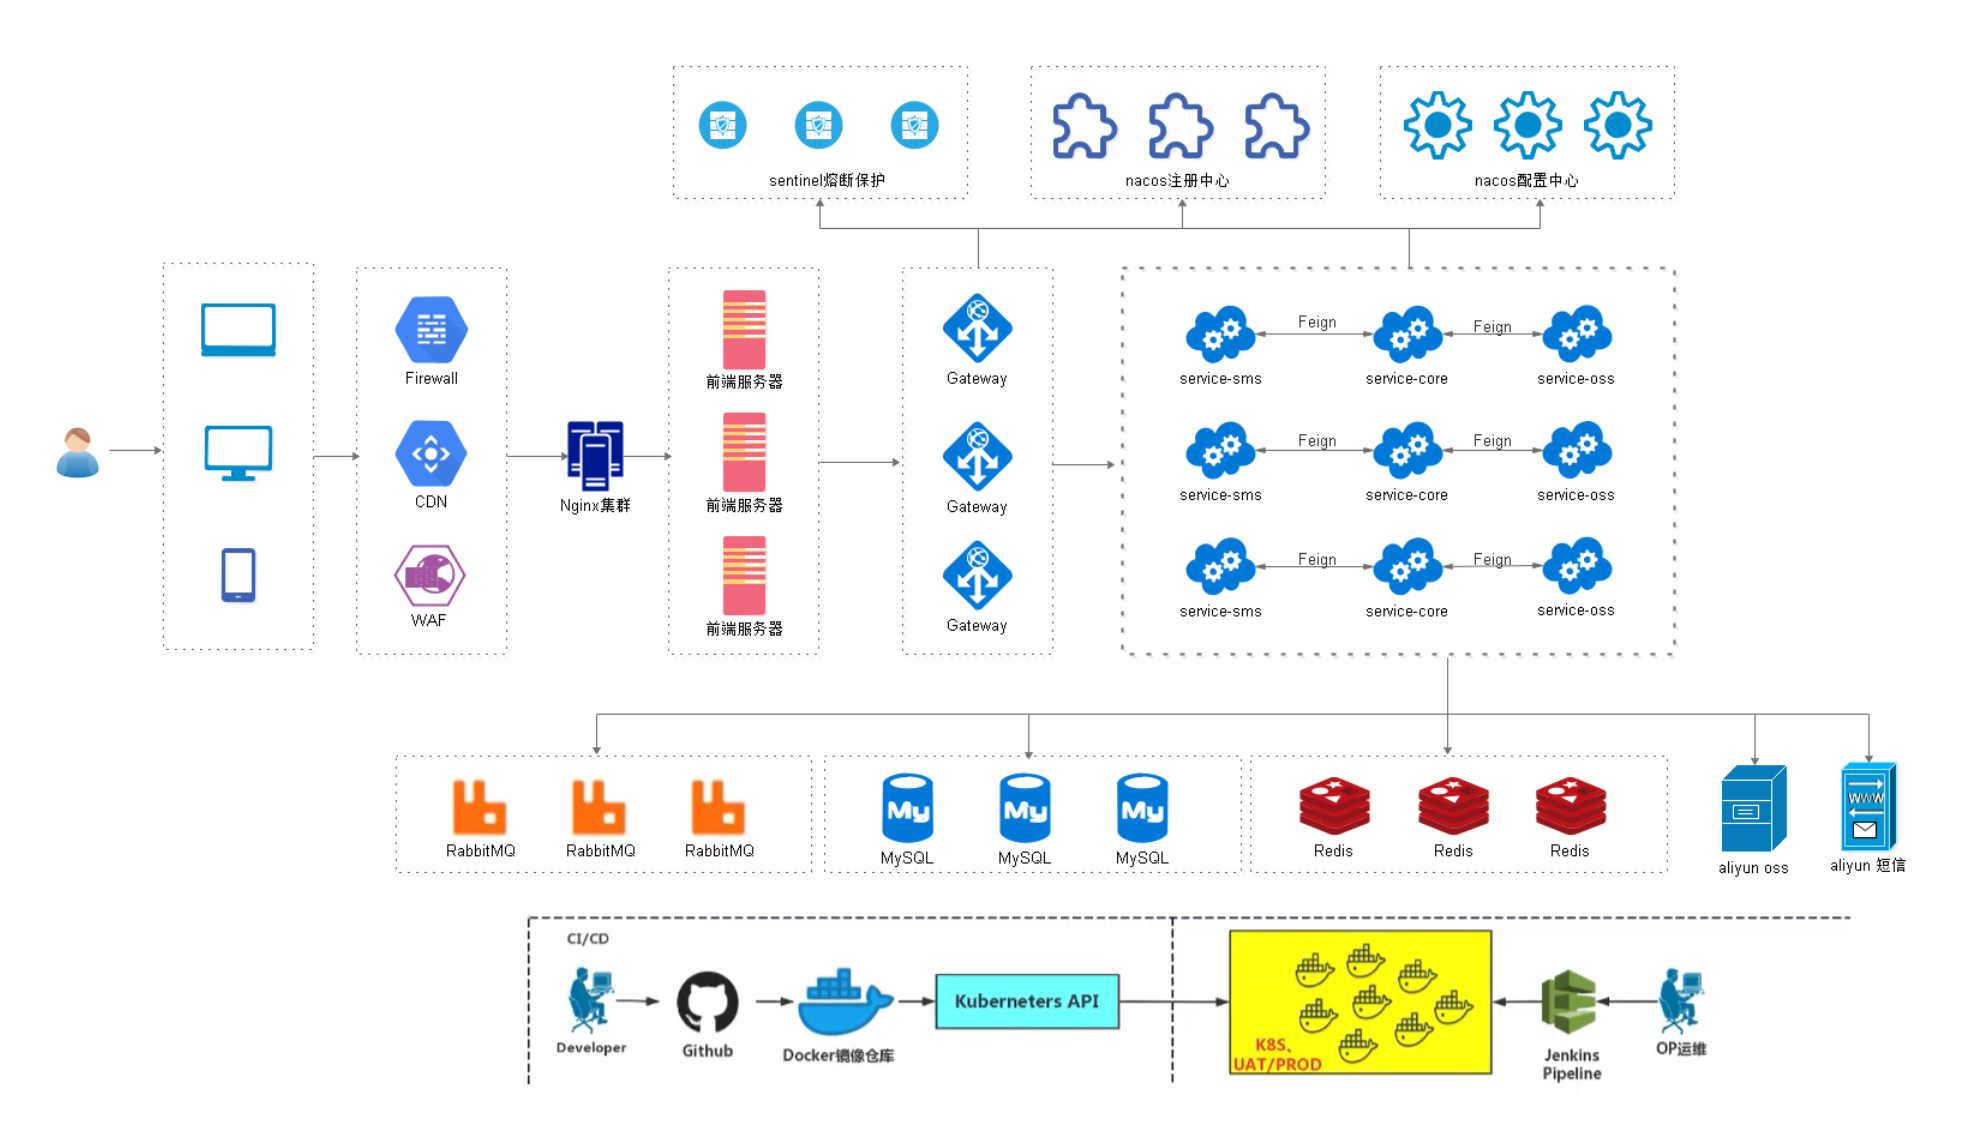 sentinel熔断保护
nacos注册中心
nacos配置中心
Firewall
CDN
WAF
Nginx集群
前端服务器
前端服务器
前端服务器
Gateway
Gateway
Gateway
Feign
Feign
service-sms
service-core
service-oss
Feign
Feign
service-sms
service-core
service-oss
Feign
Feign
service-sms
service-core
service-oss
RabbitMQ
RabbitMQ
RabbitMQ
My
My
My
MySQL
MySQL
MySQL
Redis
Redis
Redis
aliyun oss
WWW
aliyun 短信
CI/CD
Developer
Github
Docker镜像仓库
Kuberneters API
K8S、
UAT/PROD
Jenkins
Pipeline
OP运维